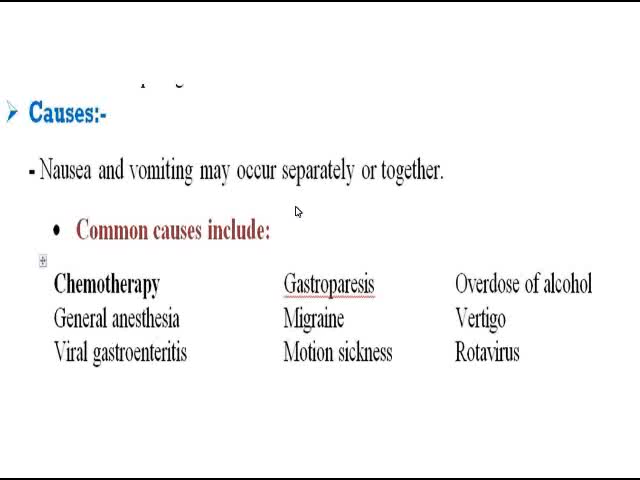 Causes:-
- Nausea and vomiting may occur separately or together.
• Common causes include:
Chemotherapy Gastroparesis Overdose of alcohol
General anesthesia Migraine Vertigo
Viral gastroenteritis Motion sickness Rotavirus